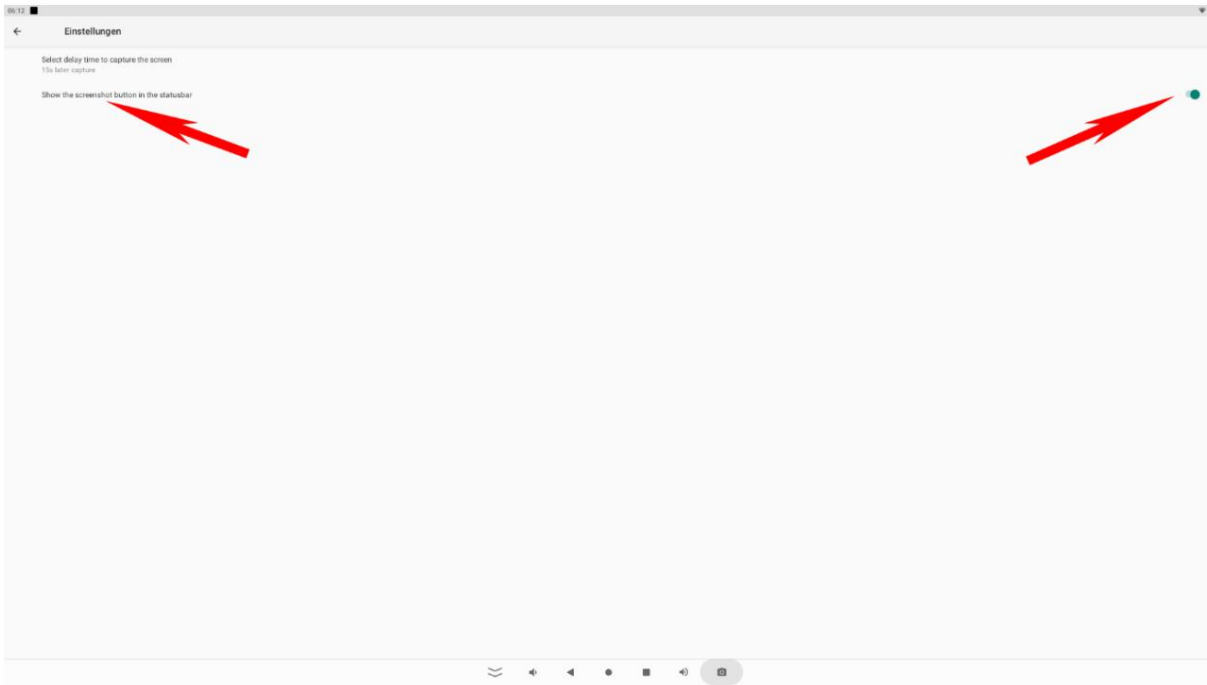 06:12
Einstellungen
Select delay time to capture the screen
15s later capture
Show the screenshot button in the statusbar